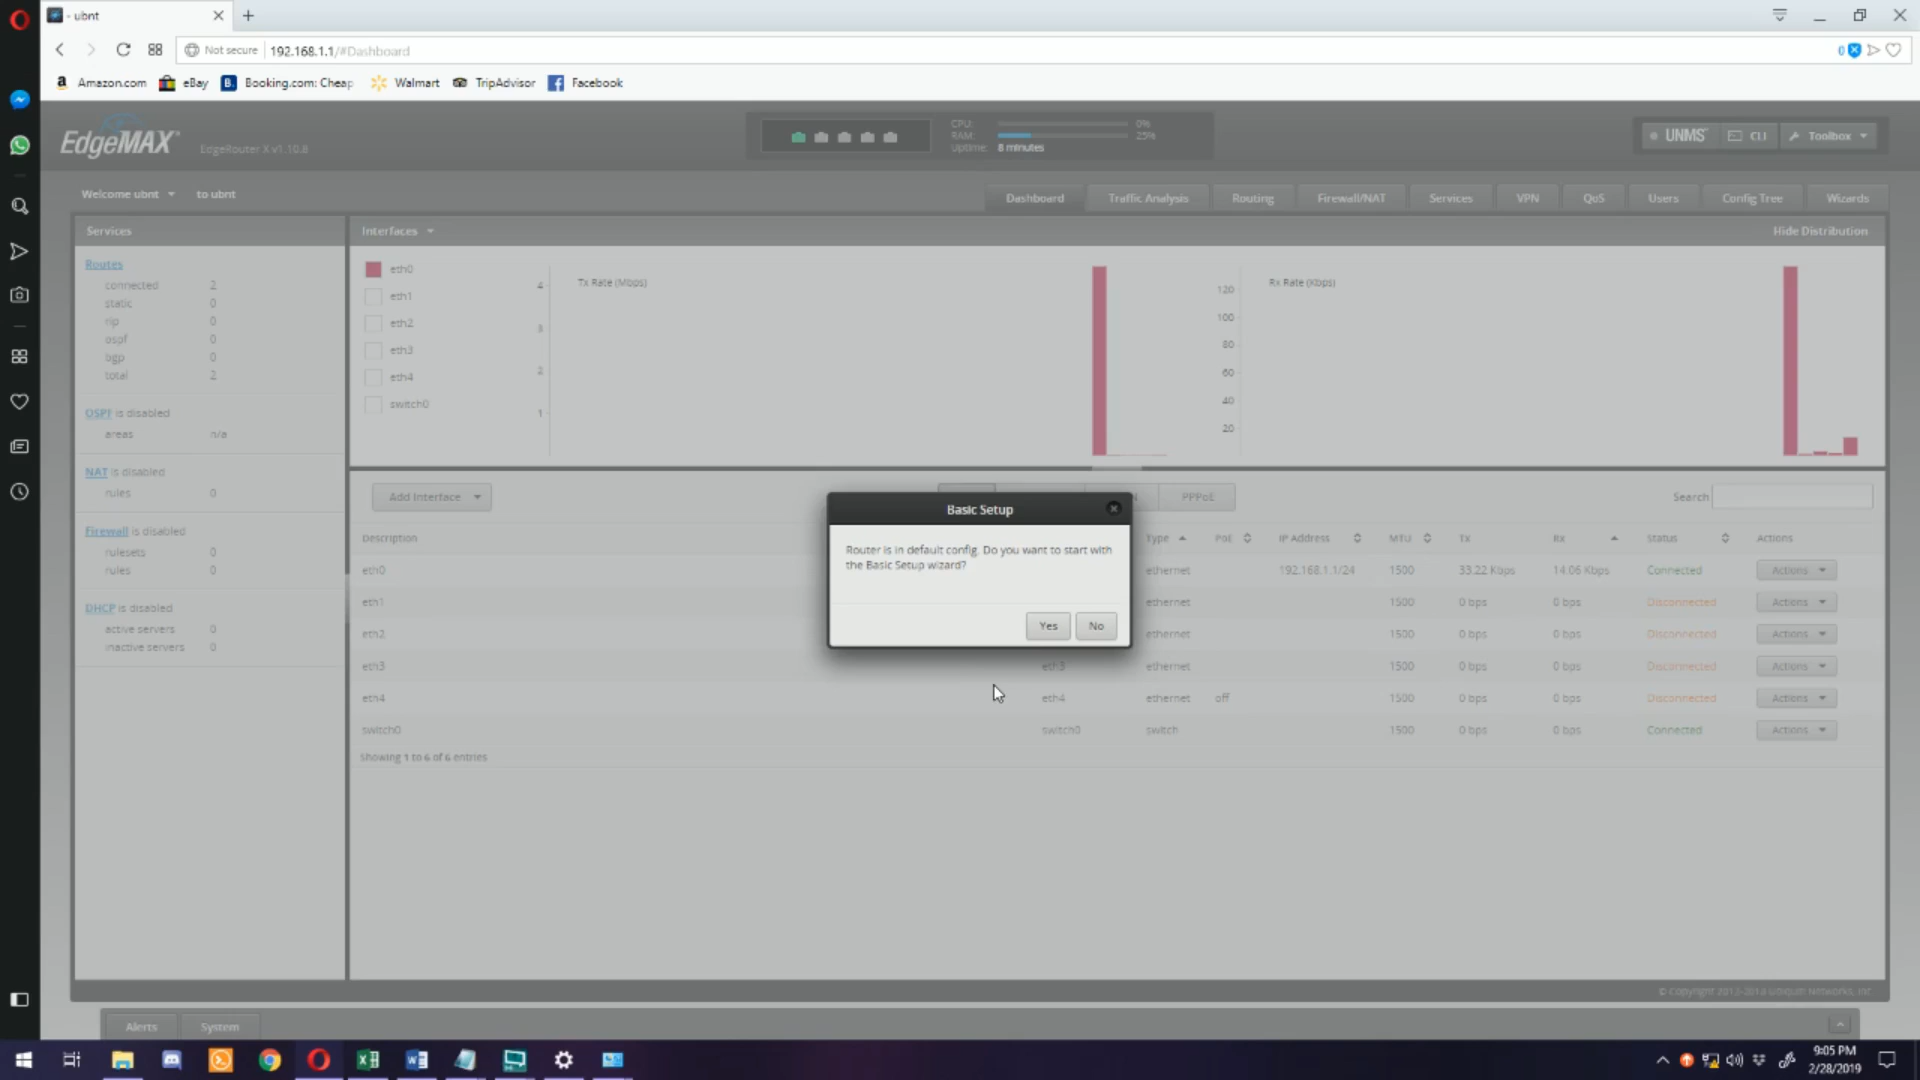 - ubnt
Not secure
192.168.1.1/#Dashboard
0
Amazon.com
eBay
Booking.com: Cheap
Walmart
TripAdvisor
Facebook
EdgeMAX
EdgeRouter X v1.10.8
CPU: 0%
RAM: 25%
Uptime: 8 minutes
UNMS
CLI
Toolbox
Welcome ubnt
to ubnt
Dashboard
Traffic Analysis
Routing
Firewall/NAT
Services
VPN
QoS
Users
Config Tree
Wizards
Services
Routes
connected 2
static 0
rip 0
ospf 0
bgp 0
total 2
OSPF is disabled
areas n/a
NAT is disabled
rules 0
Firewall is disabled
rulesets 0
rules 0
DHCP is disabled
active servers 0
inactive servers 0
Interfaces
Hide Distribution
eth0
eth1
eth2
eth3
eth4
switch0
Tx Rate (Mbps)
4
3
2
1
Rx Rate (Kbps)
120
100
80
60
40
20
Add Interface
PPPoE
Search
Description Type PoE IP Address MTU Tx Rx Status Actions
eth0 ethernet 192.168.1.1/24 1500 33.22 Kbps 14.06 Kbps Connected Actions
eth1 ethernet 1500 0 bps 0 bps Disconnected Actions
eth2 ethernet 1500 0 bps 0 bps Disconnected Actions
eth3 eth3 ethernet 1500 0 bps 0 bps Disconnected Actions
eth4 eth4 ethernet off 1500 0 bps 0 bps Disconnected Actions
switch0 switch0 switch 1500 0 bps 0 bps Connected Actions
Showing 1 to 6 of 6 entries
Basic Setup
Router is in default config. Do you want to start with
the Basic Setup wizard?
Yes
No
Alerts
System
9:05 PM
2/28/2019